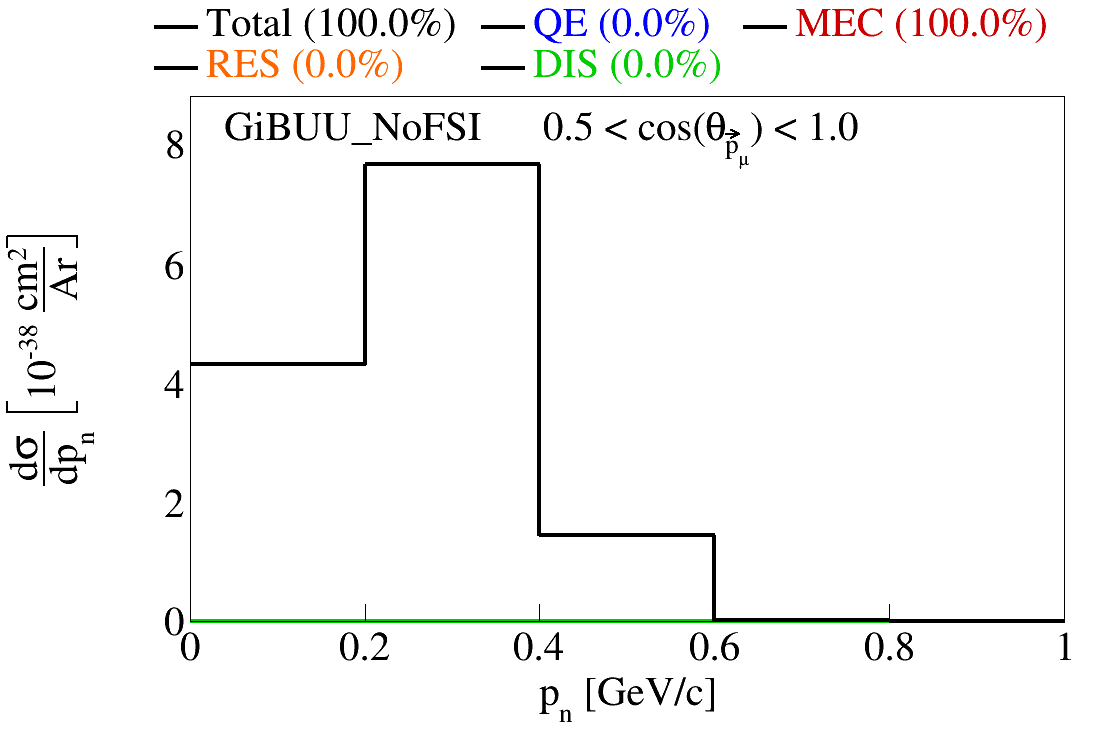 Total (100.0%) QE (0.0%) MEC (100.0%)
RES (0.0%) DIS (0.0%)
GiBUU_NoFSI 0.5 < cos(θ_{\vec{p}_μ}) < 1.0
8
6
4
2
0
0 0.2 0.4 0.6 0.8 1
p_n [GeV/c]
dσ/dp_n [10^{-38} cm^2/Ar]